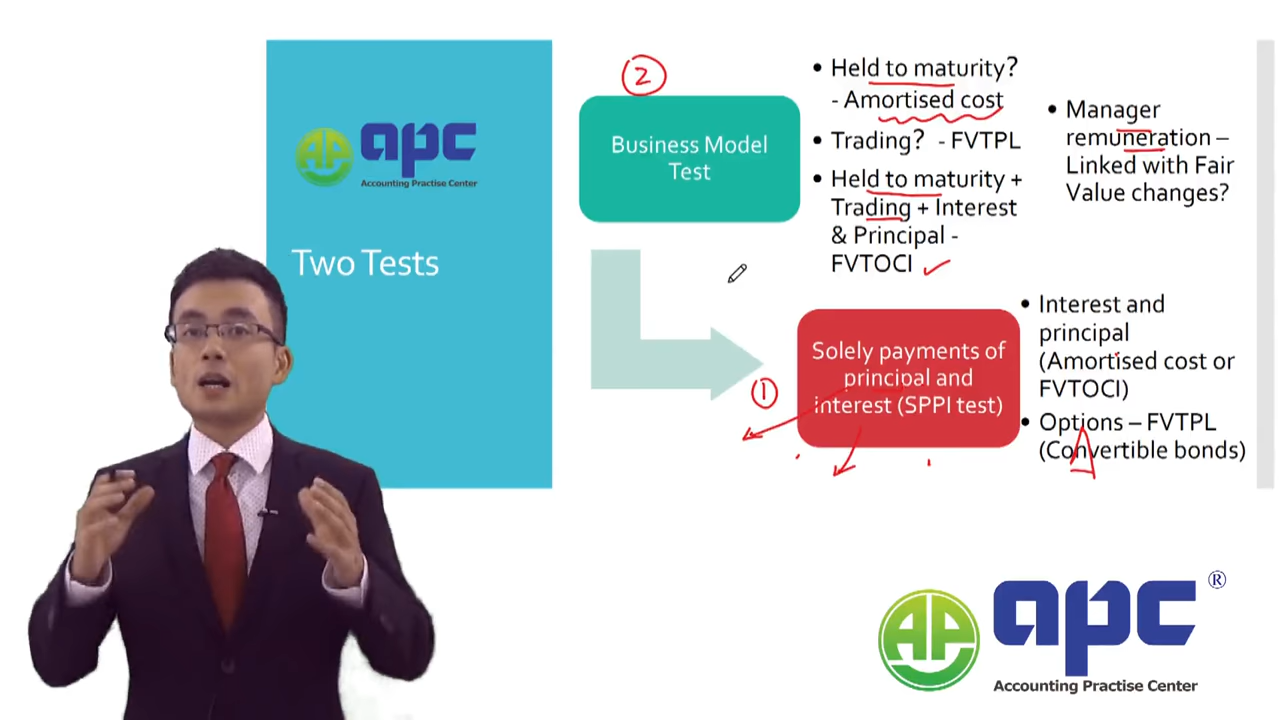 apc
Accounting Practise Center
Two Tests
2
Business Model
Test
• Held to maturity?
- Amortised cost
• Trading? - FVTPL
• Held to maturity +
Trading + Interest
& Principal -
FVTOCI
• Manager
remuneration –
Linked with Fair
Value changes?
1
Solely payments of
principal and
interest (SPPI test)
• Interest and
principal
(Amortised cost or
FVTOCI)
• Options – FVTPL
(Convertible bonds)
AP
apc ®
Accounting Practise Center